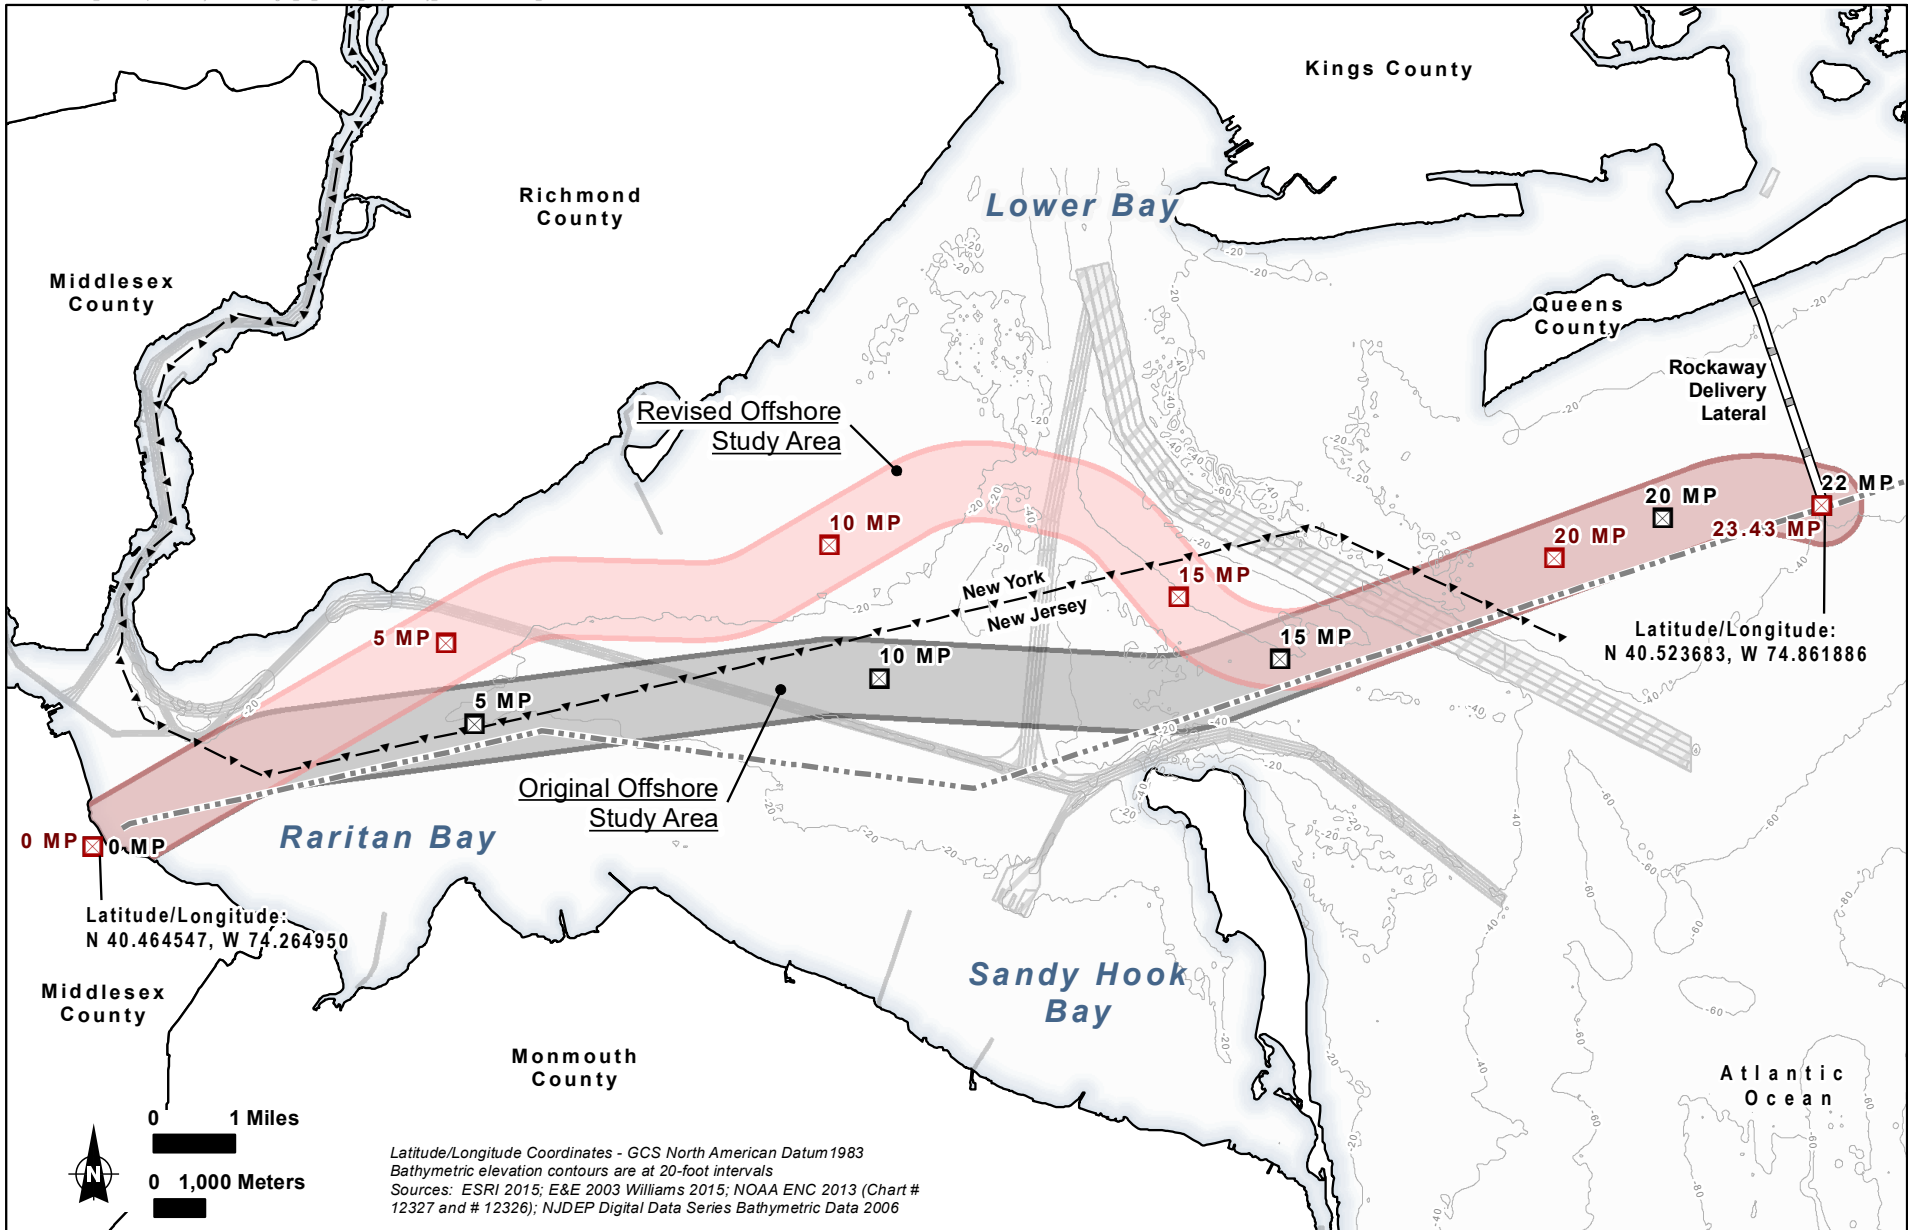 Kings County
Richmond
County
Lower Bay
Middlesex
County
Queens
County
Rockaway
Delivery
Lateral
Revised Offshore
Study Area
22 MP
20 MP
10 MP
23.43 MP
20 MP
New York
New Jersey
15 MP
5 MP
15 MP
Latitude/Longitude:
N 40.523683, W 74.861886
10 MP
5 MP
Original Offshore
Study Area
Raritan Bay
0 MP
0 MP
Latitude/Longitude:
N 40.464547, W 74.264950
Sandy Hook
Bay
Middlesex
County
Monmouth
County
Atlantic
Ocean
0 1 Miles
0 1,000 Meters
N
Latitude/Longitude Coordinates - GCS North American Datum1983
Bathymetric elevation contours are at 20-foot intervals
Sources: ESRI 2015; E&E 2003 Williams 2015; NOAA ENC 2013 (Chart #
12327 and # 12326); NJDEP Digital Data Series Bathymetric Data 2006